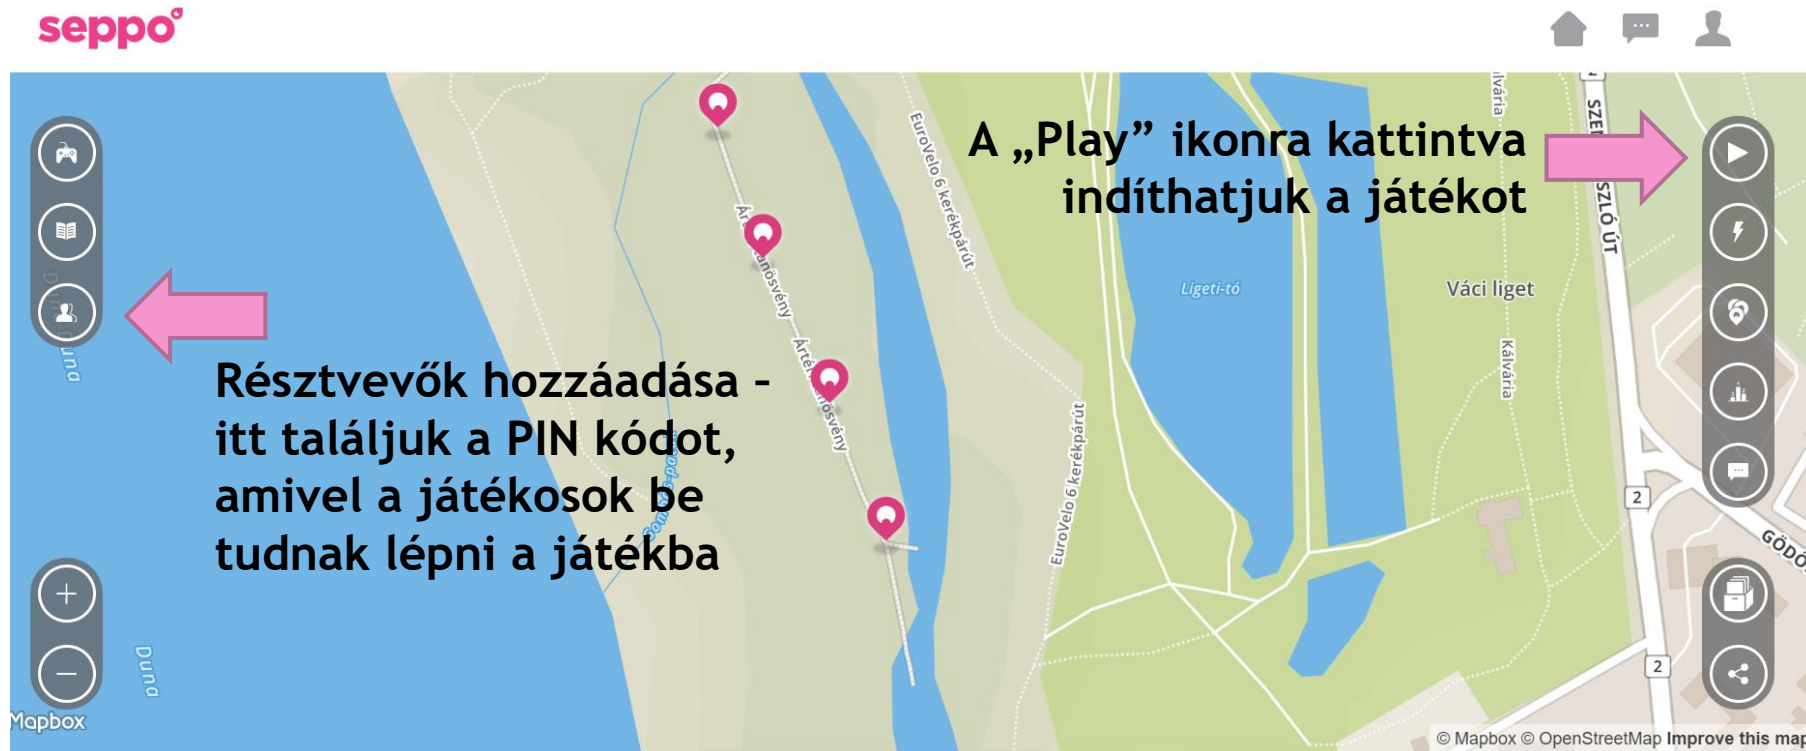 seppo
A „Play” ikonra kattintva
indíthatjuk a játékot
Résztvevők hozzáadása -
itt találjuk a PIN kódot,
amivel a játékosok be
tudnak lépni a játékba
EuroVelo 6 kerékpárút
EuroVelo 6 kerékpárút
Ligeti-tó
Váci liget
Kálvária
SZLÓ ÚT
2
2
Duna
Mapbox
© Mapbox © OpenStreetMap Improve this map